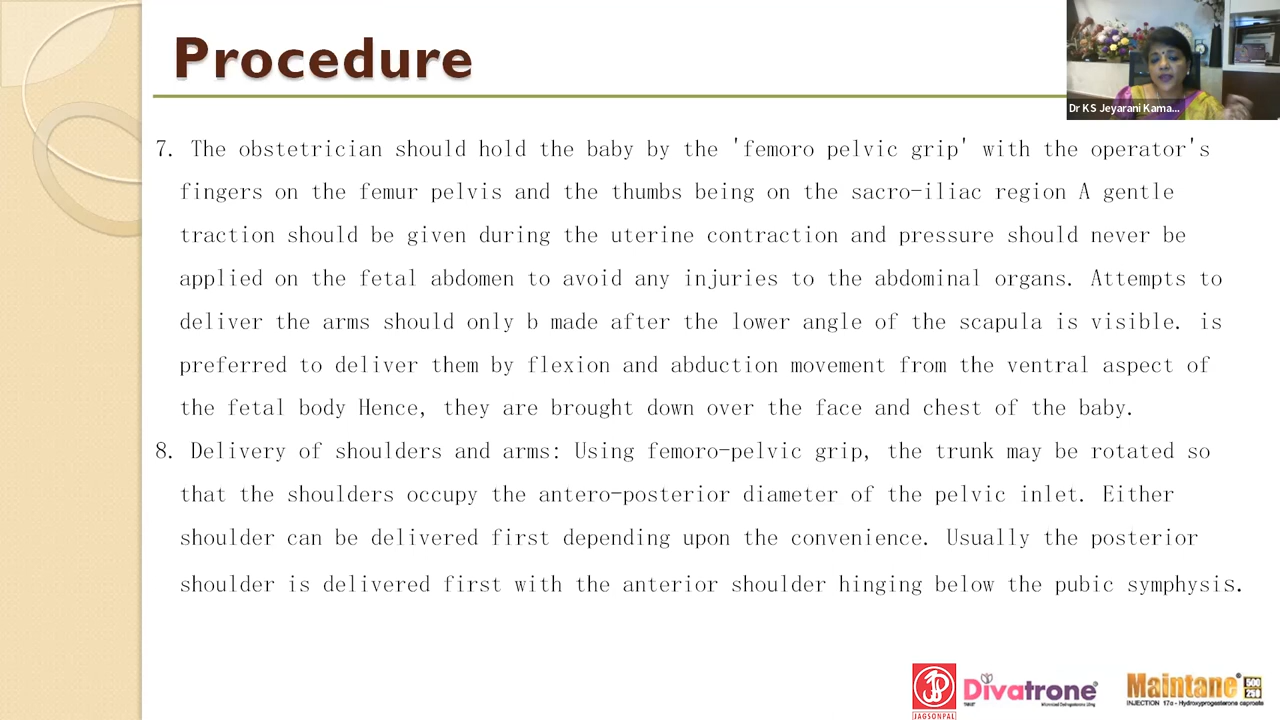 Procedure
Dr KS Jeyarani Kama...
7. The obstetrician should hold the baby by the 'femoro pelvic grip' with the operator's
fingers on the femur pelvis and the thumbs being on the sacro-iliac region A gentle
traction should be given during the uterine contraction and pressure should never be
applied on the fetal abdomen to avoid any injuries to the abdominal organs. Attempts to
deliver the arms should only b made after the lower angle of the scapula is visible. is
preferred to deliver them by flexion and abduction movement from the ventral aspect of
the fetal body Hence, they are brought down over the face and chest of the baby.
8. Delivery of shoulders and arms: Using femoro-pelvic grip, the trunk may be rotated so
that the shoulders occupy the antero-posterior diameter of the pelvic inlet. Either
shoulder can be delivered first depending upon the convenience. Usually the posterior
shoulder is delivered first with the anterior shoulder hinging below the pubic symphysis.
JAGSONPAL
Divatrone®
Maintane® 500 250
INJECTION 17α - Hydroxyprogesterone caproate